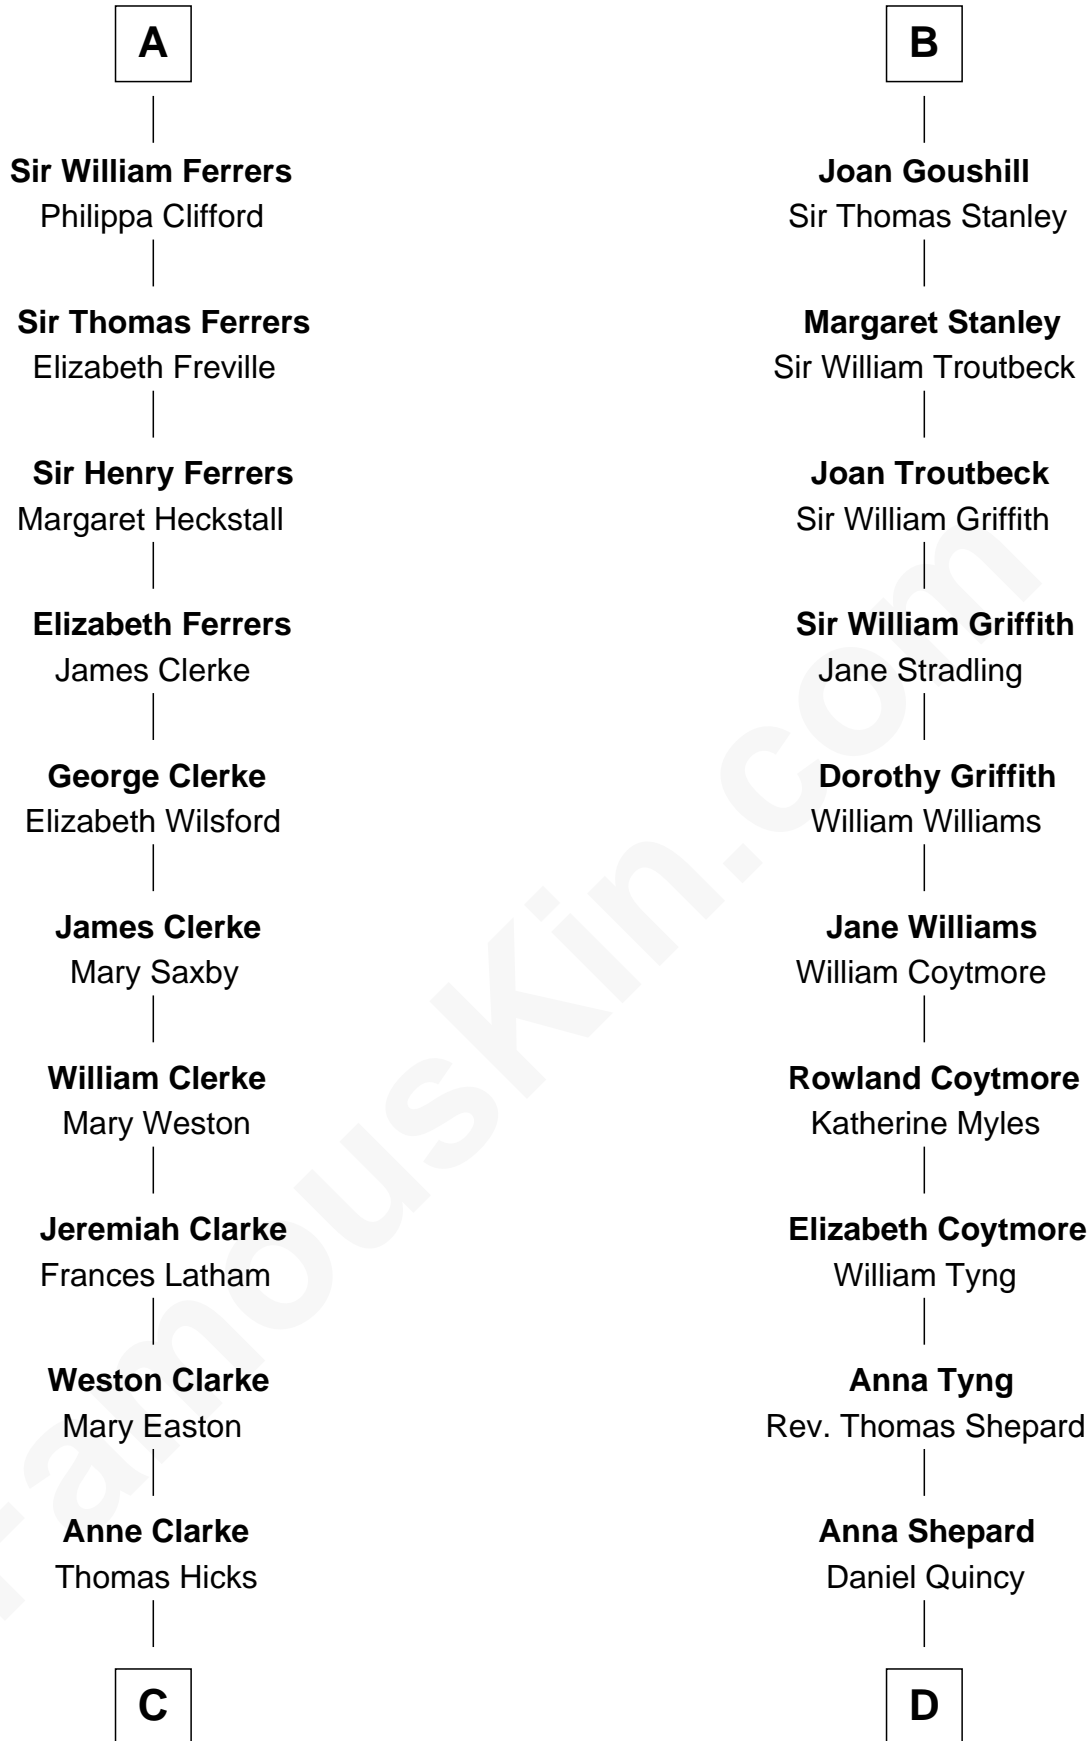 A
Sir William Ferrers
Philippa Clifford
Sir Thomas Ferrers
Elizabeth Freville
Sir Henry Ferrers
Margaret Heckstall
Elizabeth Ferrers
James Clerke
George Clerke
Elizabeth Wilsford
James Clerke
Mary Saxby
William Clerke
Mary Weston
Jeremiah Clarke
Frances Latham
Weston Clarke
Mary Easton
Anne Clarke
Thomas Hicks
C
B
Joan Goushill
Sir Thomas Stanley
Margaret Stanley
Sir William Troutbeck
Joan Troutbeck
Sir William Griffith
Sir William Griffith
Jane Stradling
Dorothy Griffith
William Williams
Jane Williams
William Coytmore
Rowland Coytmore
Katherine Myles
Elizabeth Coytmore
William Tyng
Anna Tyng
Rev. Thomas Shepard
Anna Shepard
Daniel Quincy
D
FamousKin.com